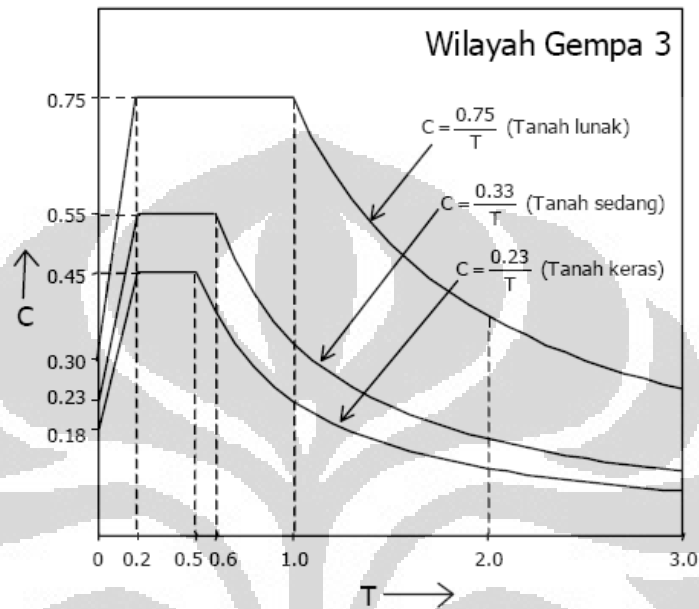 Wilayah Gempa 3
0.75
C = 0.75/T (Tanah lunak)
C = 0.33/T (Tanah sedang)
0.55
C = 0.23/T (Tanah keras)
0.45
C
0.30
0.23
0.18
0 0.2 0.5 0.6 1.0 2.0 3.0
T